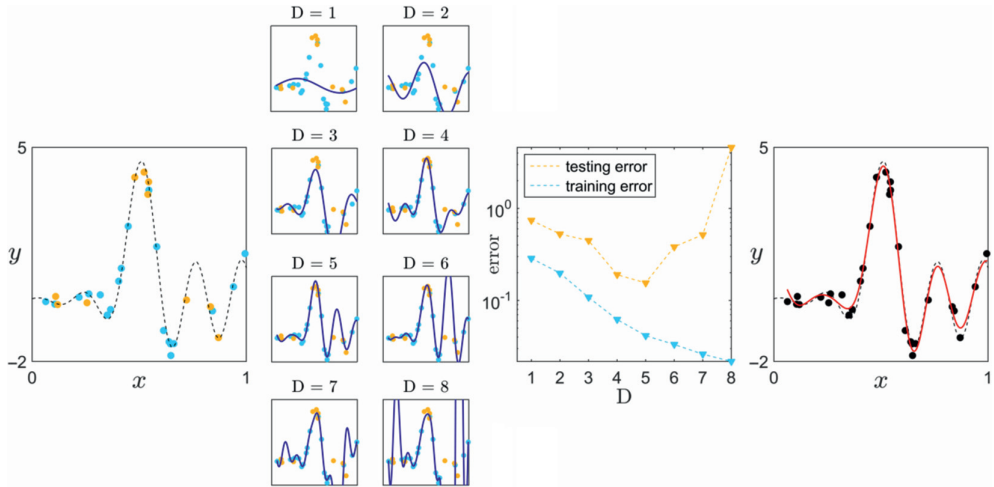 5
y
-2
0
x
1
D = 1
D = 2
D = 3
D = 4
D = 5
D = 6
D = 7
D = 8
testing error
training error
10^0
error
10^-1
1 2 3 4 5 6 7 8
D
5
y
-2
0
x
1